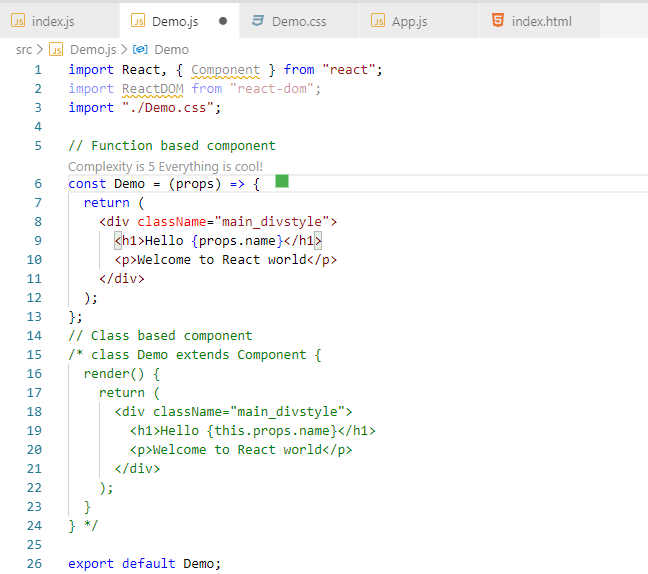 JS index.js JS Demo.js Demo.css JS App.js index.html
src > JS Demo.js > Demo
1 import React, { Component } from "react";
2 import ReactDOM from "react-dom";
3 import "./Demo.css";
4
5 // Function based component
Complexity is 5 Everything is cool!
6 const Demo = (props) => {
7   return (
8     <div className="main_divstyle">
9       <h1>Hello {props.name}</h1>
10       <p>Welcome to React world</p>
11     </div>
12   );
13 };
14 // Class based component
15 /* class Demo extends Component {
16   render() {
17     return (
18       <div className="main_divstyle">
19         <h1>Hello {this.props.name}</h1>
20         <p>Welcome to React world</p>
21       </div>
22     );
23   }
24 } */
25
26 export default Demo;